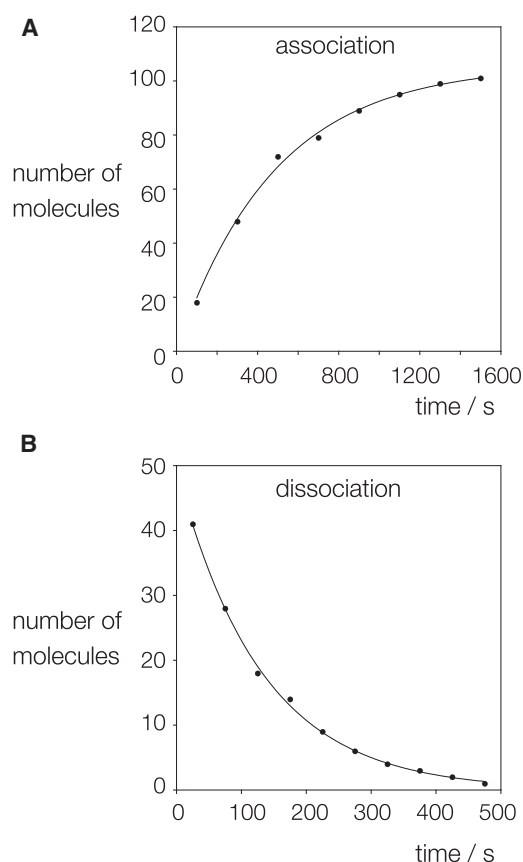 A
association
120
100
80
60
40
20
0
number of
molecules
0 400 800 1200 1600
time / s
B
dissociation
50
40
30
20
10
0
number of
molecules
0 100 200 300 400 500
time / s